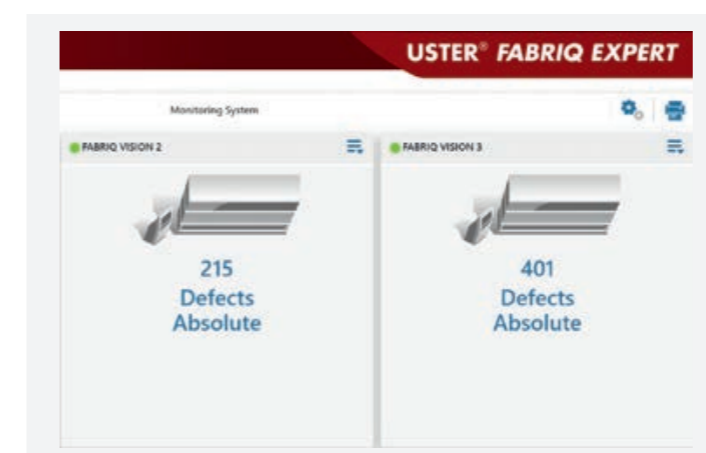 USTER® FABRIQ EXPERT
Monitoring System
FABRIQ VISION 2
FABRIQ VISION 3
215
Defects
Absolute
401
Defects
Absolute